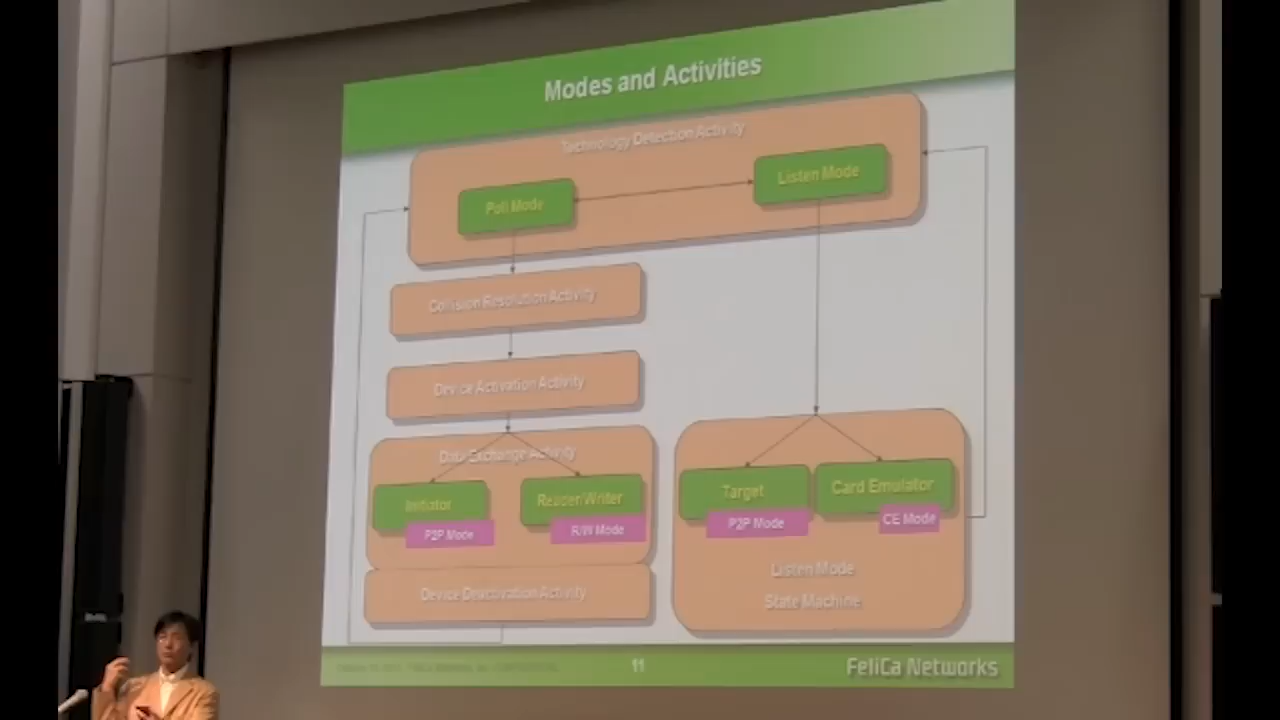 Modes and Activities
Technology Detection Activity
Poll Mode
Listen Mode
Collision Resolution Activity
Device Activation Activity
Data Exchange Activity
Initiator
Reader/Writer
P2P Mode
R/W Mode
Target
Card Emulator
P2P Mode
CE Mode
Listen Mode
State Machine
Device Deactivation Activity
11
FeliCa Networks